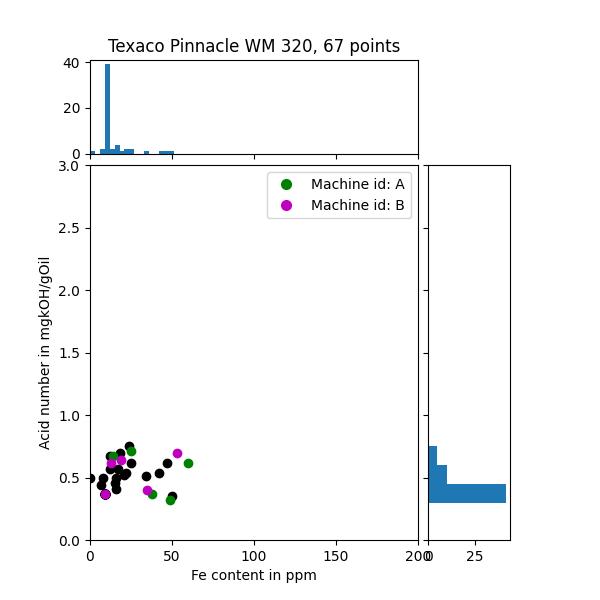 Texaco Pinnacle WM 320, 67 points
40
20
0
3.0
2.5
2.0
1.5
1.0
0.5
0.0
Acid number in mgkOH/gOil
Machine id: A
Machine id: B
0 50 100 150 200
0 25
Fe content in ppm